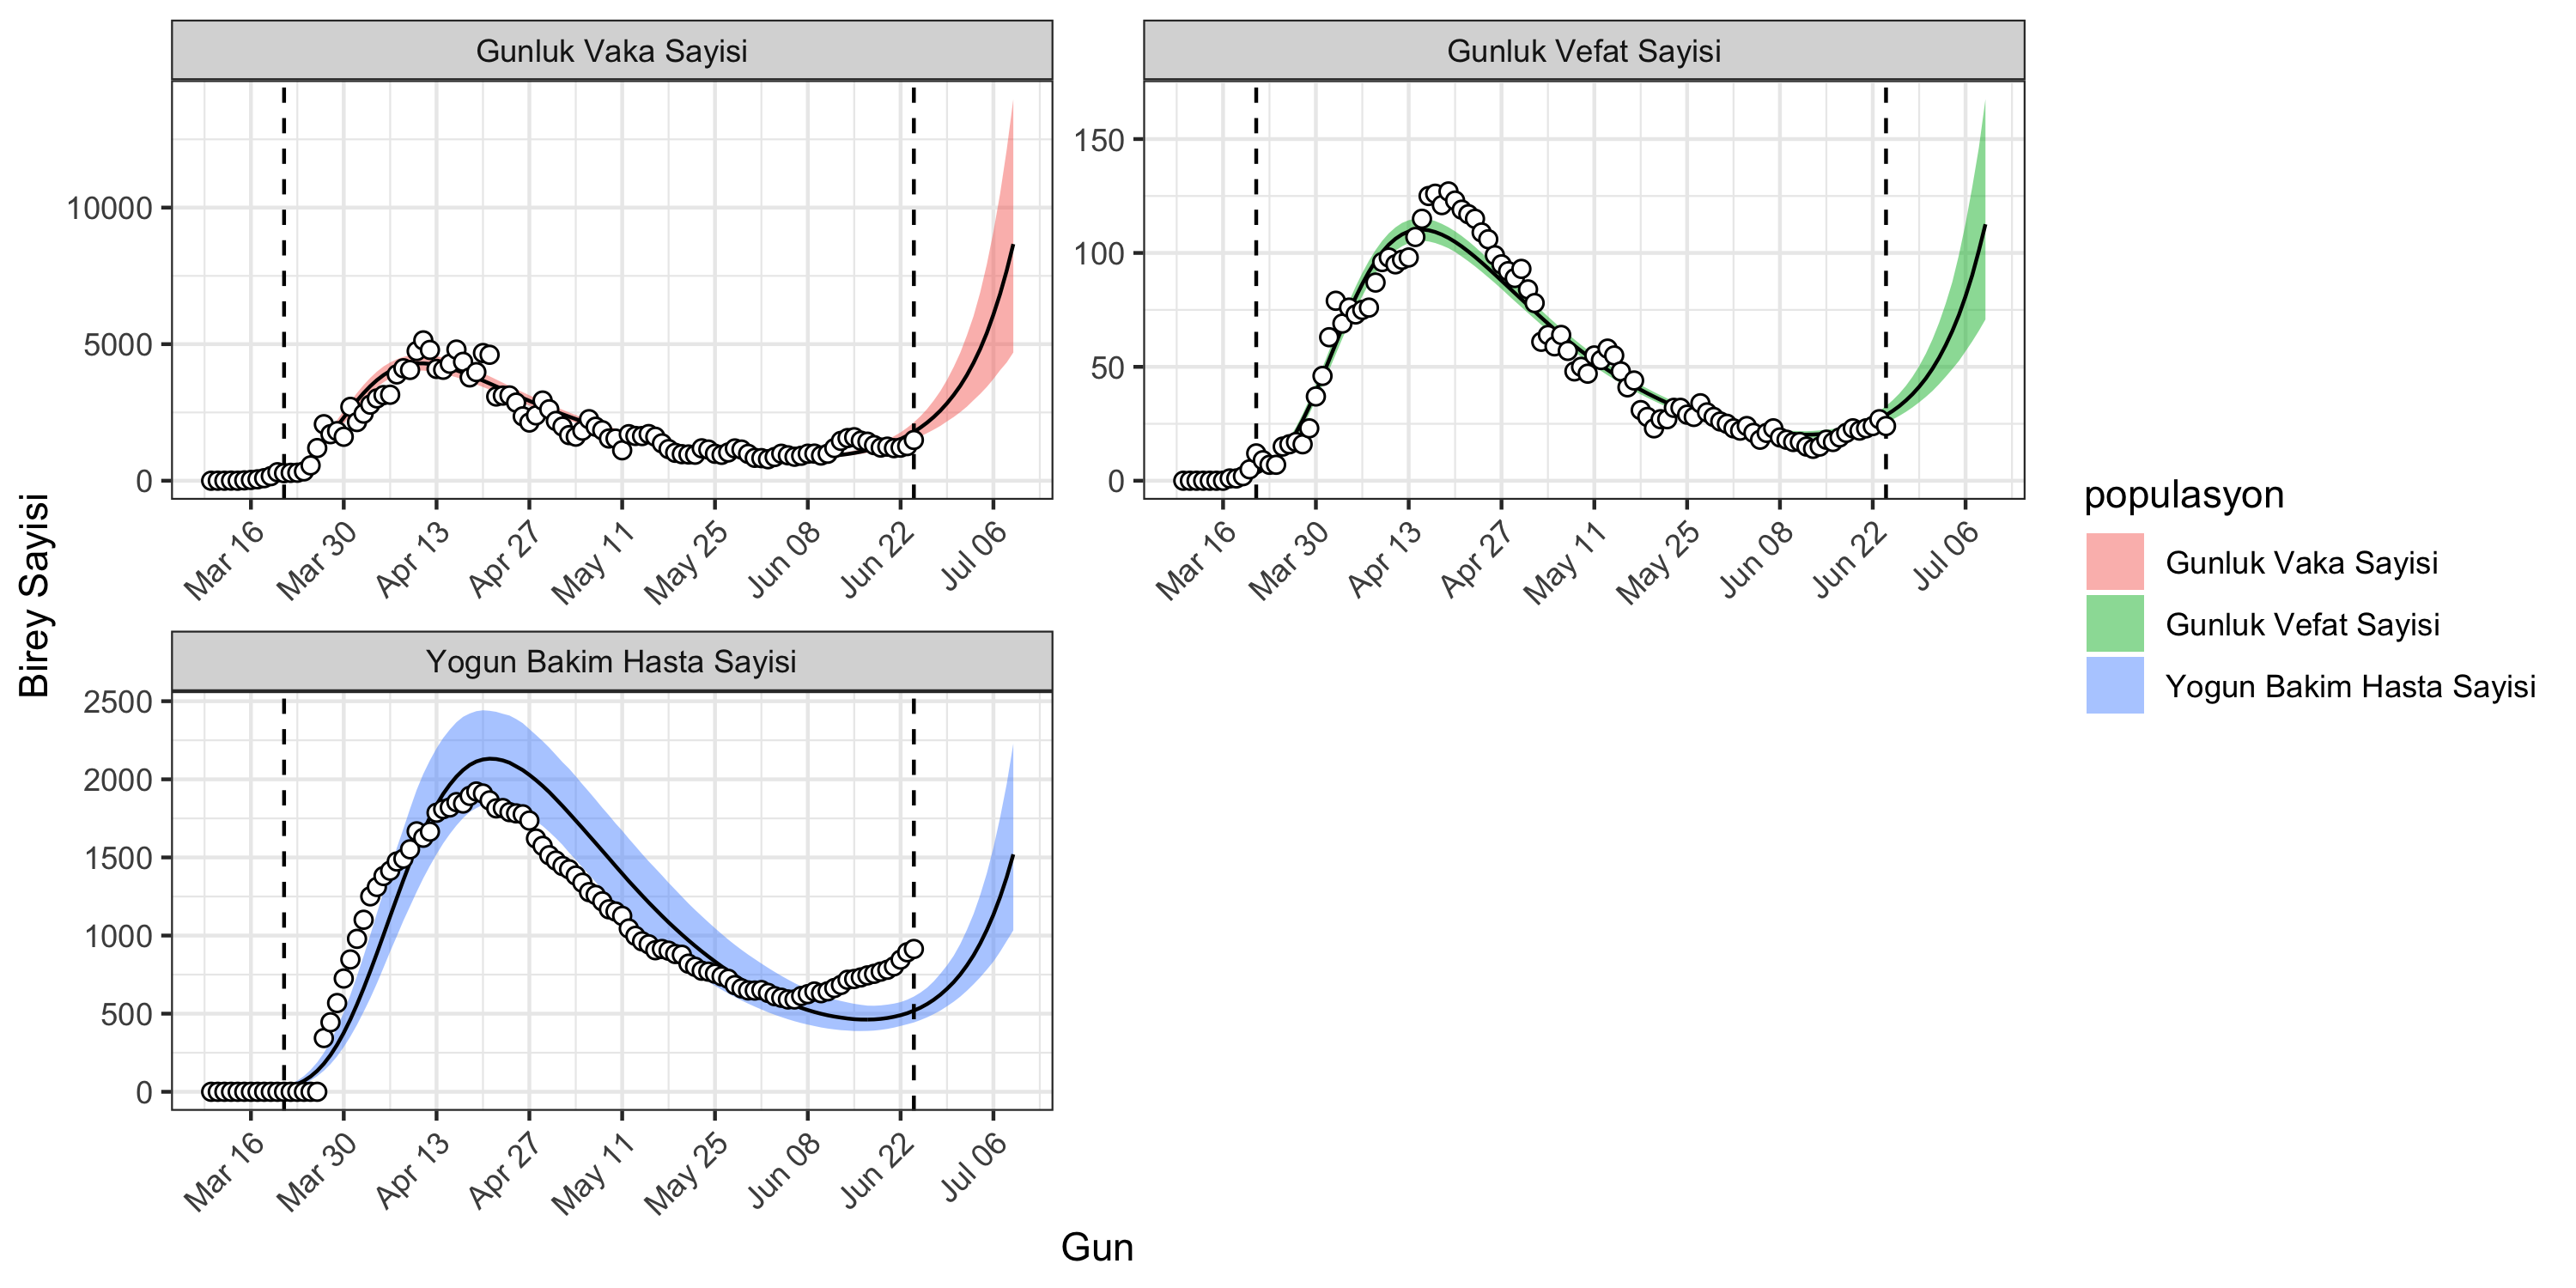 Gunluk Vaka Sayisi
Gunluk Vefat Sayisi
10000
5000
0
150
100
50
0
Mar 16
Mar 30
Apr 13
Apr 27
May 11
May 25
Jun 08
Jun 22
Jul 06
Mar 16
Mar 30
Apr 13
Apr 27
May 11
May 25
Jun 08
Jun 22
Jul 06
Birey Sayisi
Yogun Bakim Hasta Sayisi
2500
2000
1500
1000
500
0
Mar 16
Mar 30
Apr 13
Apr 27
May 11
May 25
Jun 08
Jun 22
Jul 06
Gun
populasyon
Gunluk Vaka Sayisi
Gunluk Vefat Sayisi
Yogun Bakim Hasta Sayisi